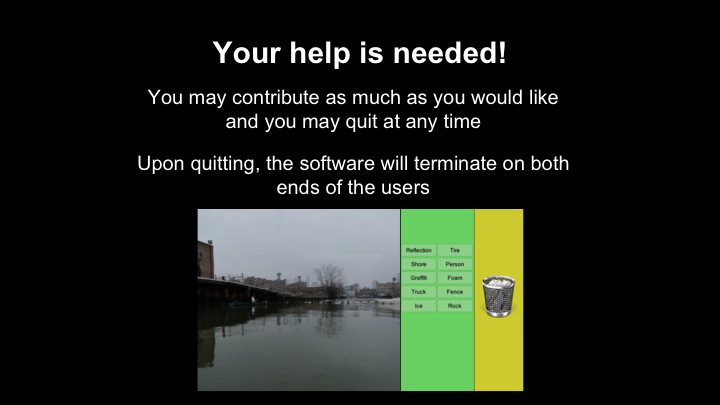 Your help is needed!
You may contribute as much as you would like
and you may quit at any time
Upon quitting, the software will terminate on both
ends of the users
Reflection Tire
Shore Person
Graffiti Foam
Truck Fence
Ice Rock